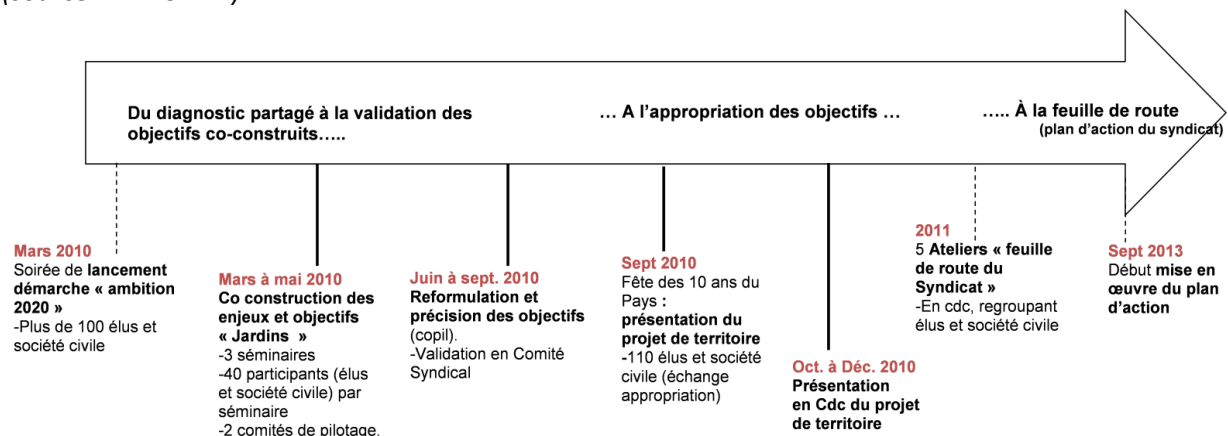 Du diagnostic partagé à la validation des
objectifs co-construits…..
… A l’appropriation des objectifs …
….. À la feuille de route
(plan d’action du syndicat)
Mars 2010
Soirée de lancement
démarche « ambition
2020 »
-Plus de 100 élus et
société civile
Mars à mai 2010
Co construction des
enjeux et objectifs
« Jardins  »
-3 séminaires
-40 participants (élus
et société civile) par
séminaire
-2 comités de pilotage.
Juin à sept. 2010
Reformulation et
précision des objectifs
(copil).
-Validation en Comité
Syndical
Sept 2010
Fête des 10 ans du
Pays :
présentation du
projet de territoire
-110 élus et société
civile (échange
appropriation)
Oct. à Déc. 2010
Présentation
en Cdc du projet
de territoire
2011
5 Ateliers « feuille
de route du
Syndicat »
-En cdc, regroupant
élus et société civile
Sept 2013
Début mise en
œuvre du plan
d’action